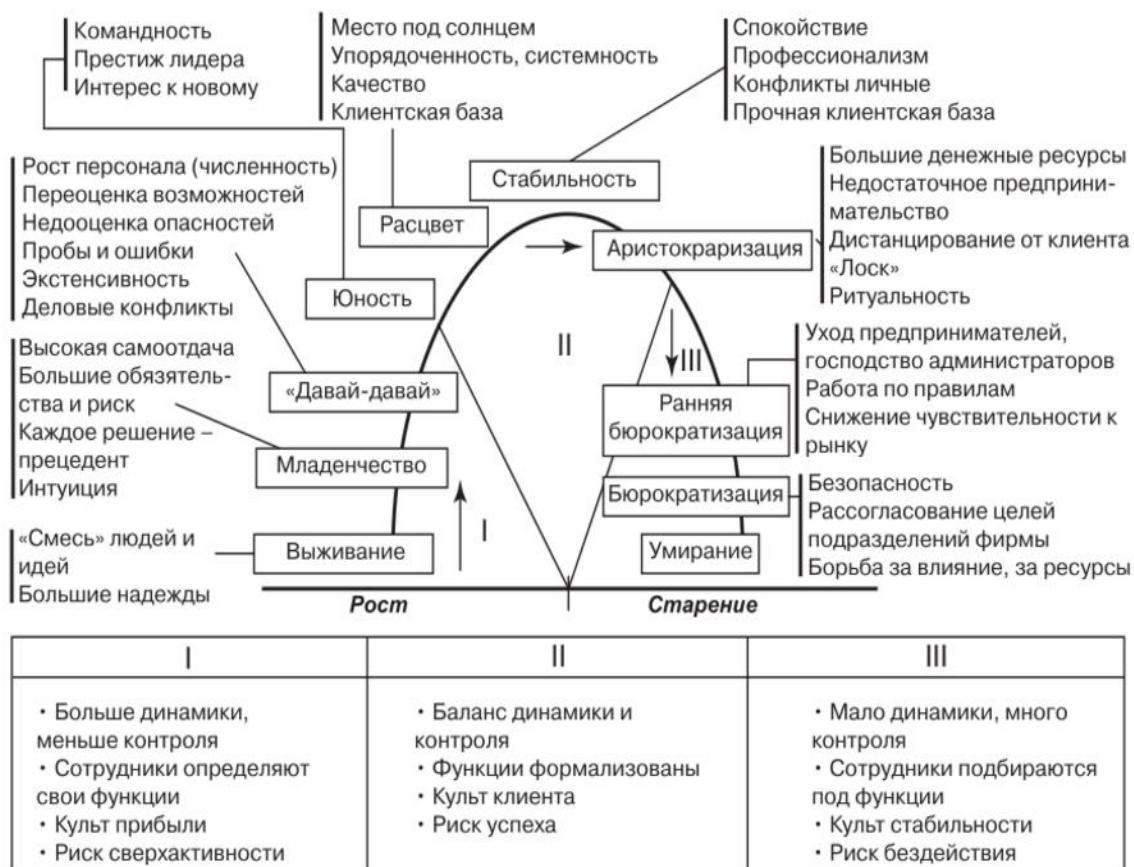 Командность
Престиж лидера
Интерес к новому
Место под солнцем
Упорядоченность, системность
Качество
Клиентская база
Спокойствие
Профессионализм
Конфликты личные
Прочная клиентская база
Рост персонала (численность)
Переоценка возможностей
Недооценка опасностей
Пробы и ошибки
Экстенсивность
Деловые конфликты
Стабильность
Расцвет
Юность
Аристокраризация
Большие денежные ресурсы
Недостаточное предприни-
мательство
Дистанцирование от клиента
«Лоск»
Ритуальность
Высокая самоотдача
Большие обязатель-
ства и риск
Каждое решение –
прецедент
Интуиция
«Давай-давай»
Младенчество
II
III
Ранняя
бюрократизация
Уход предпринимателей,
господство администраторов
Работа по правилам
Снижение чувствительности к
рынку
«Смесь» людей и
идей
Большие надежды
Выживание
I
Бюрократизация
Умирание
Безопасность
Рассогласование целей
подразделений фирмы
Борьба за влияние, за ресурсы
Рост
Старение
I
II
III
· Больше динамики,
меньше контроля
· Сотрудники определяют
свои функции
· Культ прибыли
· Риск сверхактивности
· Баланс динамики и
контроля
· Функции формализованы
· Культ клиента
· Риск успеха
· Мало динамики, много
контроля
· Сотрудники подбираются
под функции
· Культ стабильности
· Риск бездействия